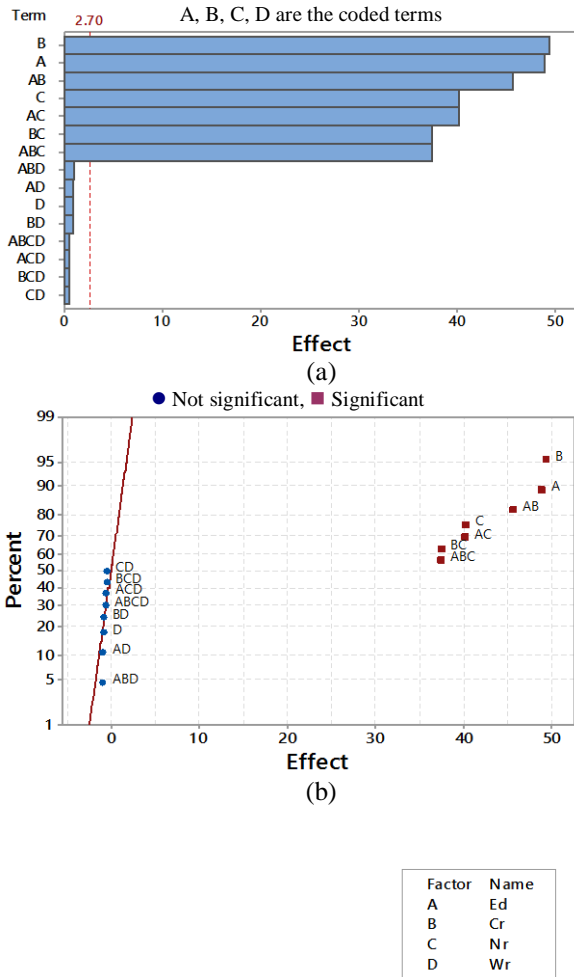 Term 2.70 A, B, C, D are the coded terms
B
A
AB
C
AC
BC
ABC
ABD
AD
D
BD
ABCD
ACD
BCD
CD
0 10 20 30 40 50
Effect
(a)
Not significant, Significant
99
95
90
80
70
60
50
40
30
20
10
5
1
Percent
B
A
AB
C
AC
BC
ABC
CD
BCD
ACD
ABCD
BD
D
AD
ABD
0 10 20 30 40 50
Effect
(b)
Factor Name
A Ed
B Cr
C Nr
D Wr